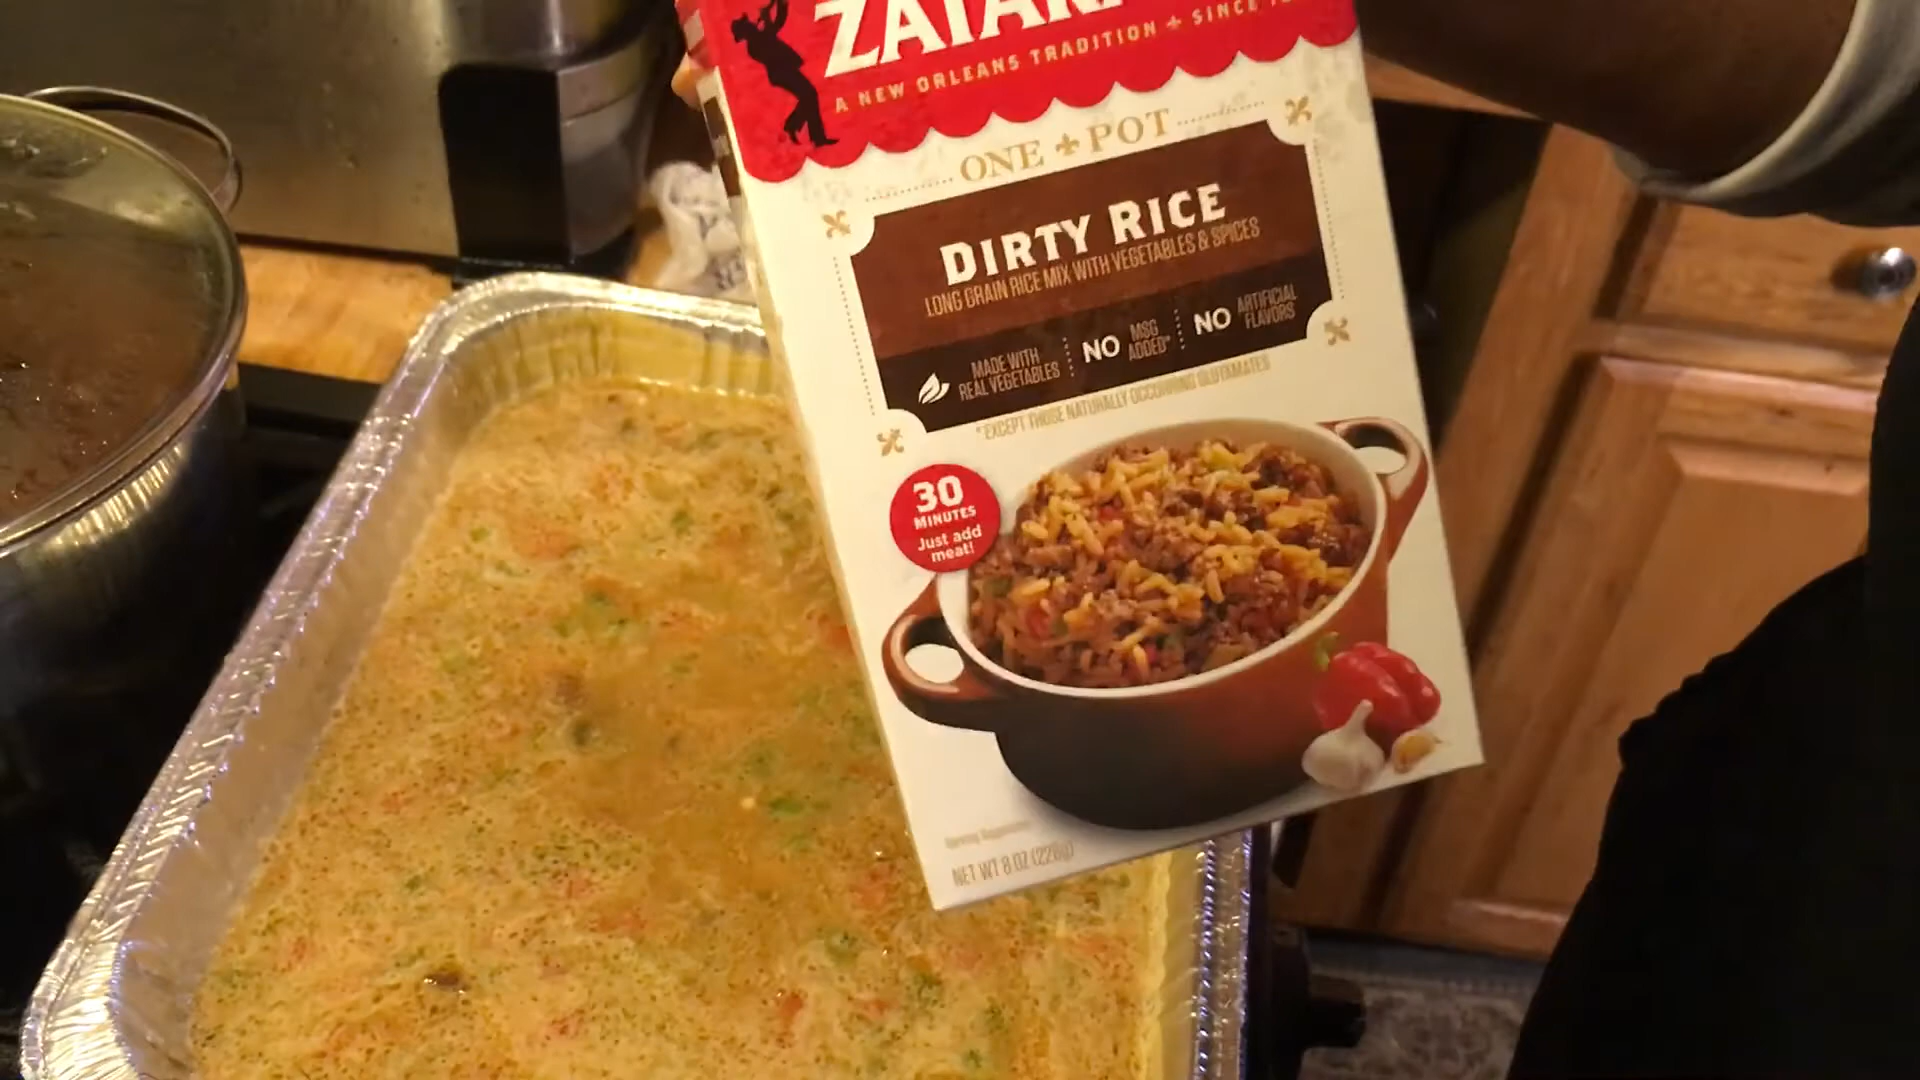 A NEW ORLEANS TRADITION SINCE
ONE POT
DIRTY RICE
LONG GRAIN RICE MIX WITH VEGETABLES & SPICES
MADE WITH
REAL VEGETABLES
NO MSG
ADDED*
NO ARTIFICIAL
FLAVORS
*EXCEPT THOSE NATURALLY OCCURRING GLUTAMATES
30
MINUTES
Just add
meat!
NET WT 8 OZ (226g)